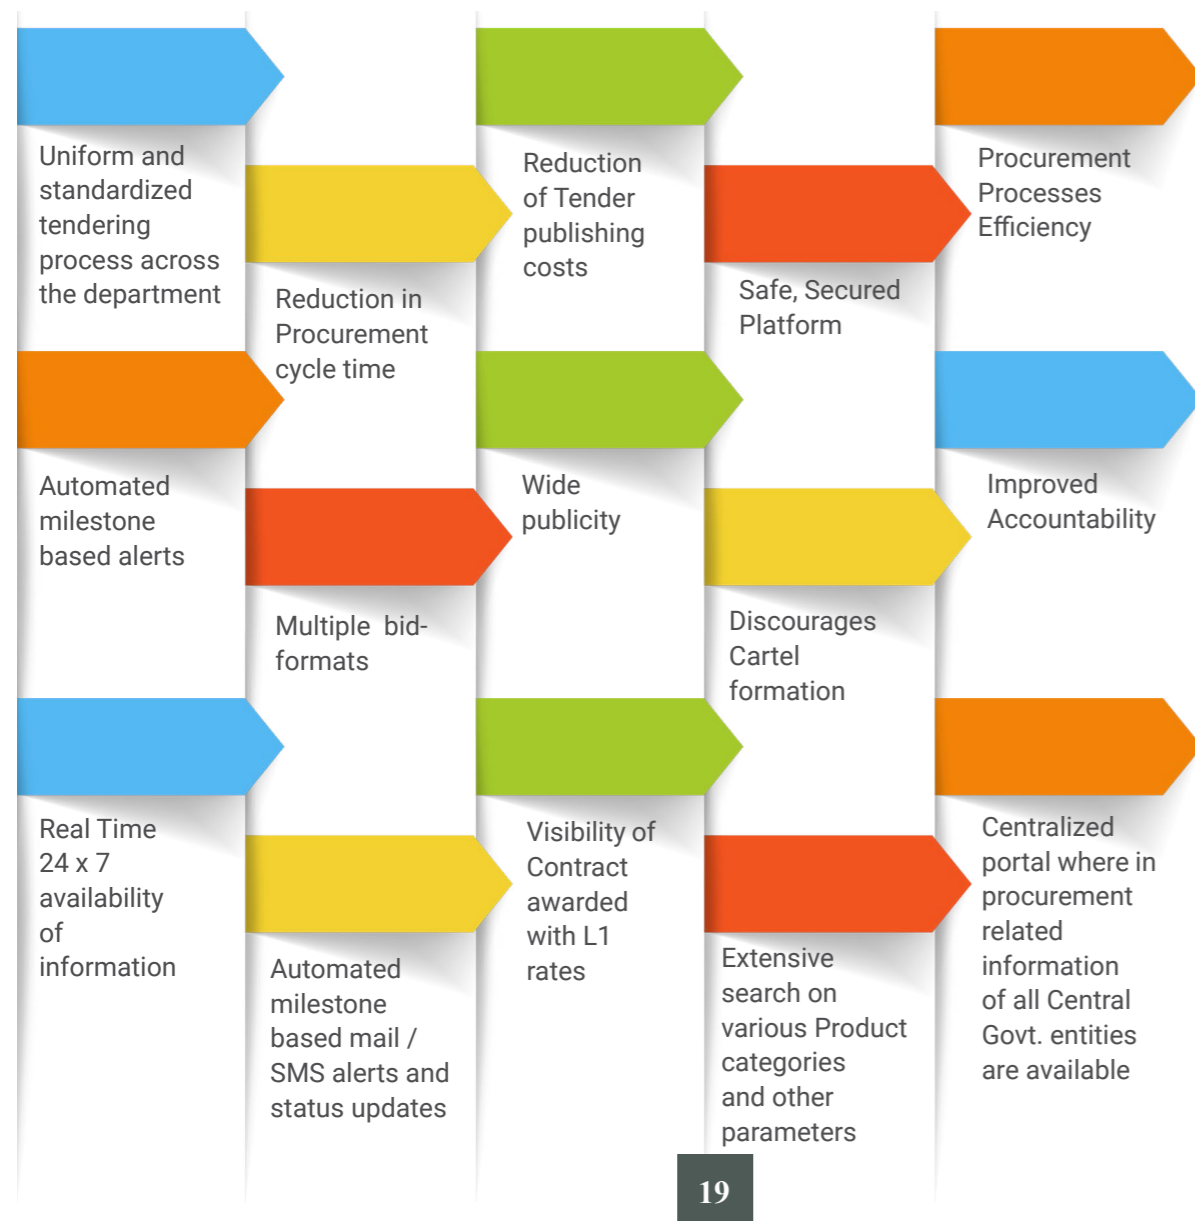 Uniform and
standardized
tendering
process across
the department
Reduction in
Procurement
cycle time
Reduction
of Tender
publishing
costs
Safe, Secured
Platform
Procurement
Processes
Efficiency
Automated
milestone
based alerts
Multiple  bid-
formats
Wide
publicity
Discourages
Cartel
formation
Improved
Accountability
Real Time
24 x 7
availability
of
information
Automated
milestone
based mail /
SMS alerts and
status updates
Visibility of
Contract
awarded
with L1
rates
Extensive
search on
various Product
categories
and other
parameters
Centralized
portal where in
procurement
related
information
of all Central
Govt. entities
are available
19